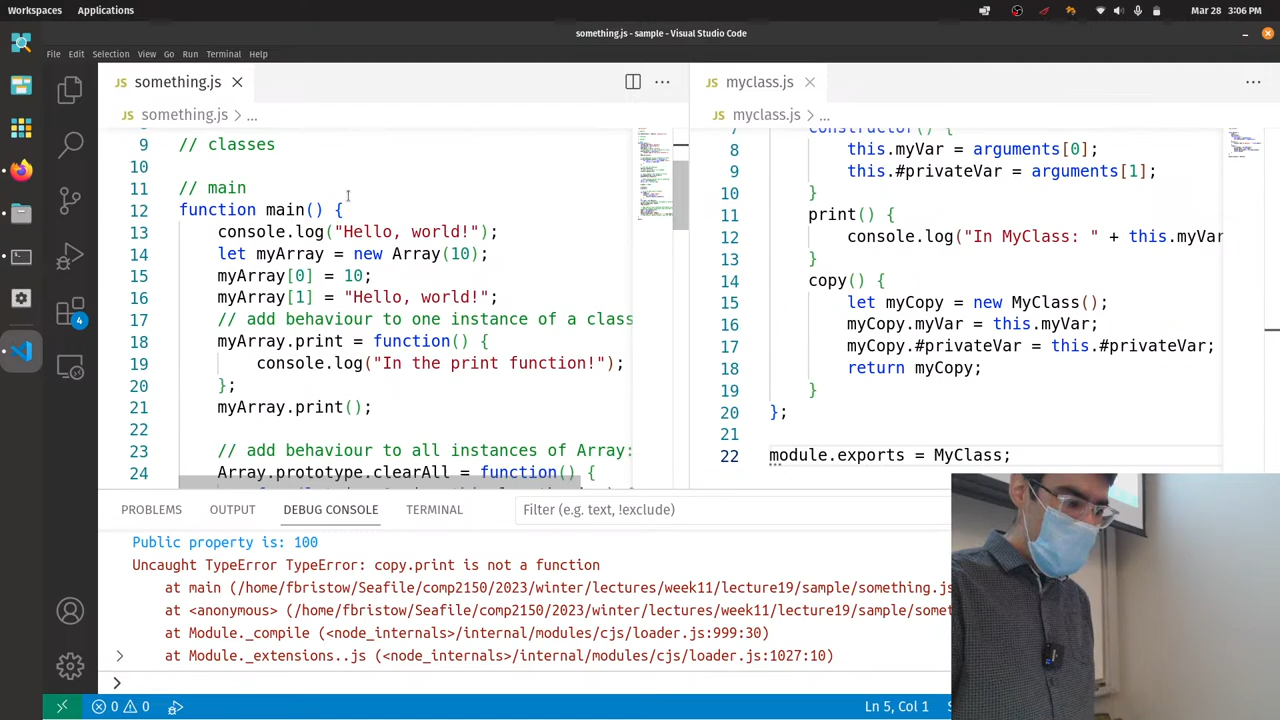 Workspaces Applications Mar 28 3:06 PM
something.js - sample - Visual Studio Code
File Edit Selection View Go Run Terminal Help
JS something.js
JS something.js > ...
9 // classes
10
11 // main
12 function main() {
13 console.log("Hello, world!");
14 let myArray = new Array(10);
15 myArray[0] = 10;
16 myArray[1] = "Hello, world!";
17 // add behaviour to one instance of a class
18 myArray.print = function() {
19 console.log("In the print function!");
20 };
21 myArray.print();
22
23 // add behaviour to all instances of Array:
24 Array.prototype.clearAll = function() {
JS myclass.js
JS myclass.js > ...
7 constructor() {
8 this.myVar = arguments[0];
9 this.#privateVar = arguments[1];
10 }
11 print() {
12 console.log("In MyClass: " + this.myVar
13 }
14 copy() {
15 let myCopy = new MyClass();
16 myCopy.myVar = this.myVar;
17 myCopy.#privateVar = this.#privateVar;
18 return myCopy;
19 }
20 };
21
22 module.exports = MyClass;
4
PROBLEMS OUTPUT DEBUG CONSOLE TERMINAL Filter (e.g. text, !exclude)
Public property is: 100
Uncaught TypeError TypeError: copy.print is not a function
at main (/home/fbristow/Seafile/comp2150/2023/winter/lectures/week11/lecture19/sample/something.js
at <anonymous> (/home/fbristow/Seafile/comp2150/2023/winter/lectures/week11/lecture19/sample/somet
at Module._compile (<node_internals>/internal/modules/cjs/loader.js:999:30)
> at Module._extensions..js (<node_internals>/internal/modules/cjs/loader.js:1027:10)
>
0 0 Ln 5, Col 1